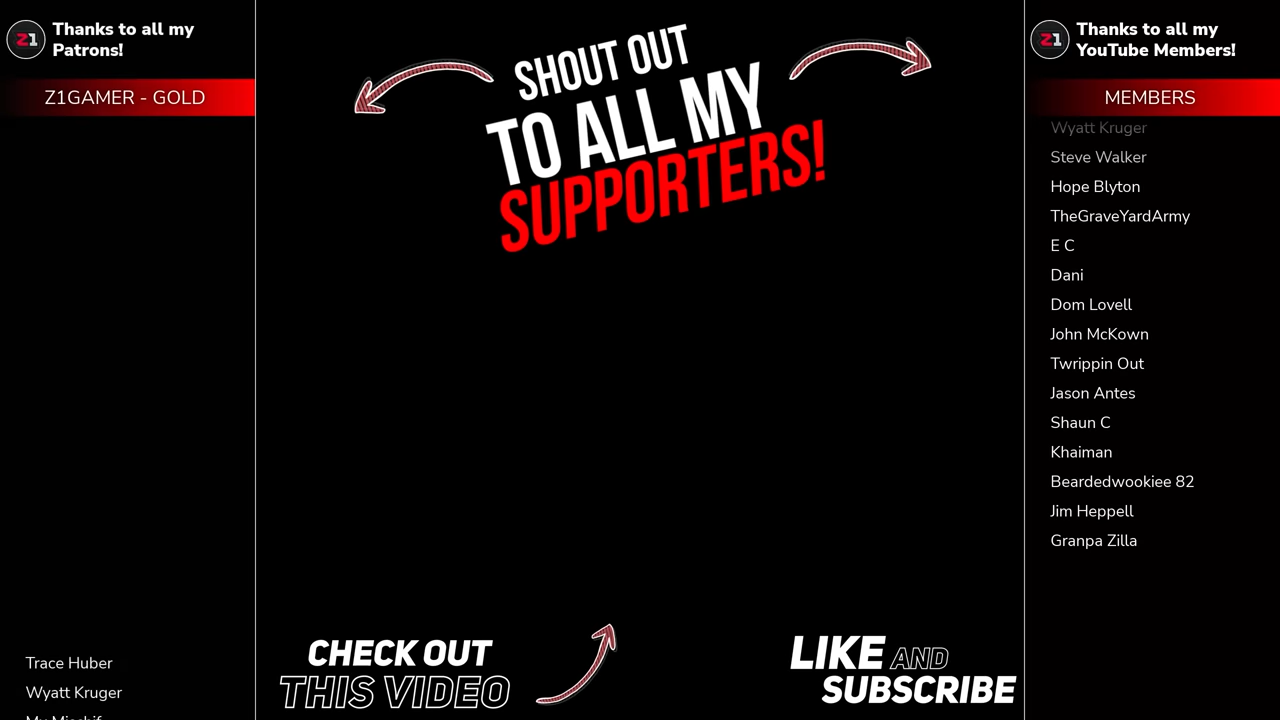 Z1
Thanks to all my
Patrons!
Z1GAMER - GOLD
Trace Huber
Wyatt Kruger
SHOUT OUT
TO ALL MY
SUPPORTERS!
CHECK OUT
THIS VIDEO
LIKE AND
SUBSCRIBE
Z1
Thanks to all my
YouTube Members!
MEMBERS
Wyatt Kruger
Steve Walker
Hope Blyton
TheGraveYardArmy
E C
Dani
Dom Lovell
John McKown
Twrippin Out
Jason Antes
Shaun C
Khaiman
Beardedwookiee 82
Jim Heppell
Granpa Zilla